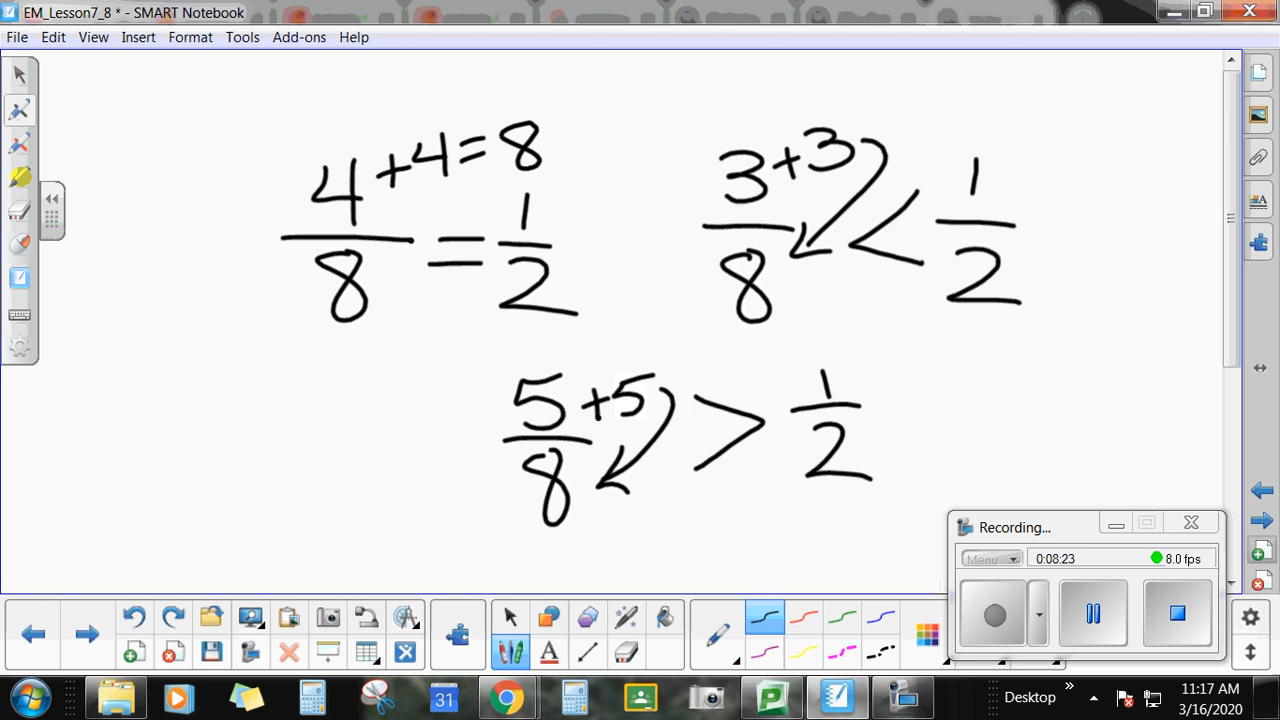 EM_Lesson7_8 * - SMART Notebook
File Edit View Insert Format Tools Add-ons Help
4 + 4 = 8
8 = 1/2
3 + 3
8 < 1/2
5 + 5
8 > 1/2
Recording...
Menu 0:08:23 8.0 fps
A
31
Desktop » 11:17 AM
3/16/2020